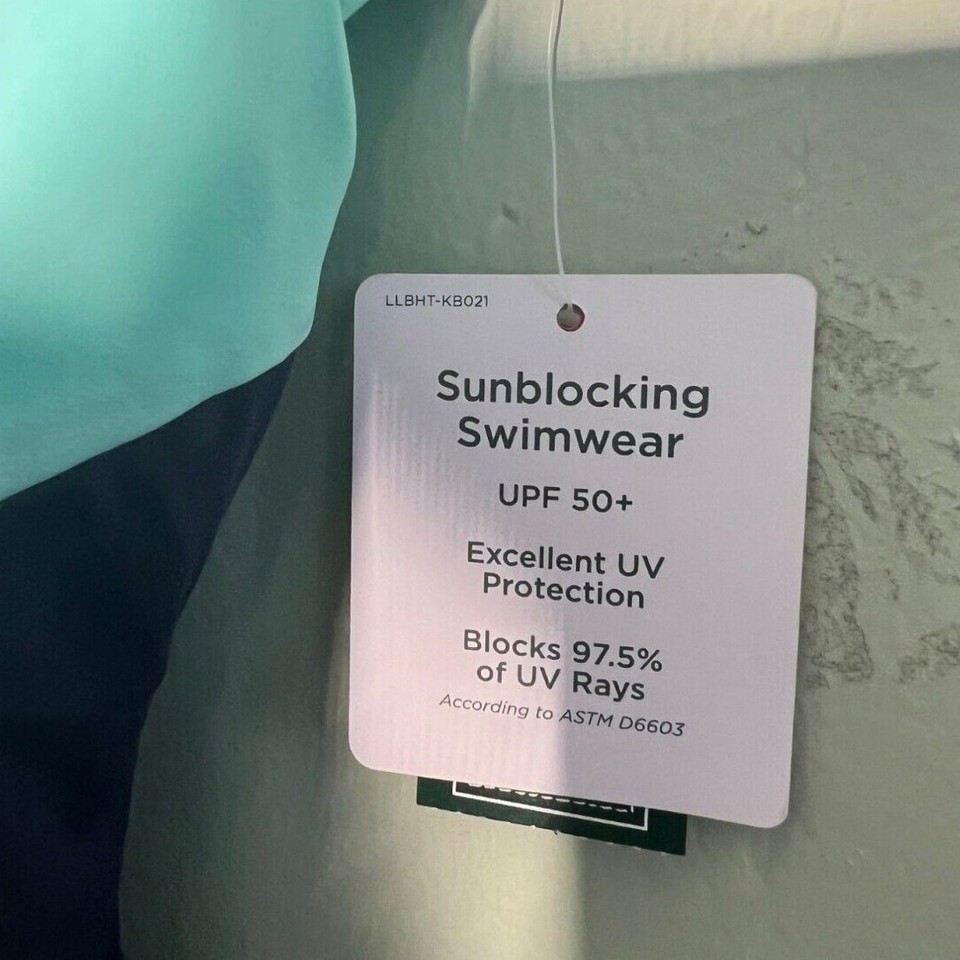 LLBHT-KB021
Sunblocking
Swimwear
UPF 50+
Excellent UV
Protection
Blocks 97.5%
of UV Rays
According to ASTM D6603